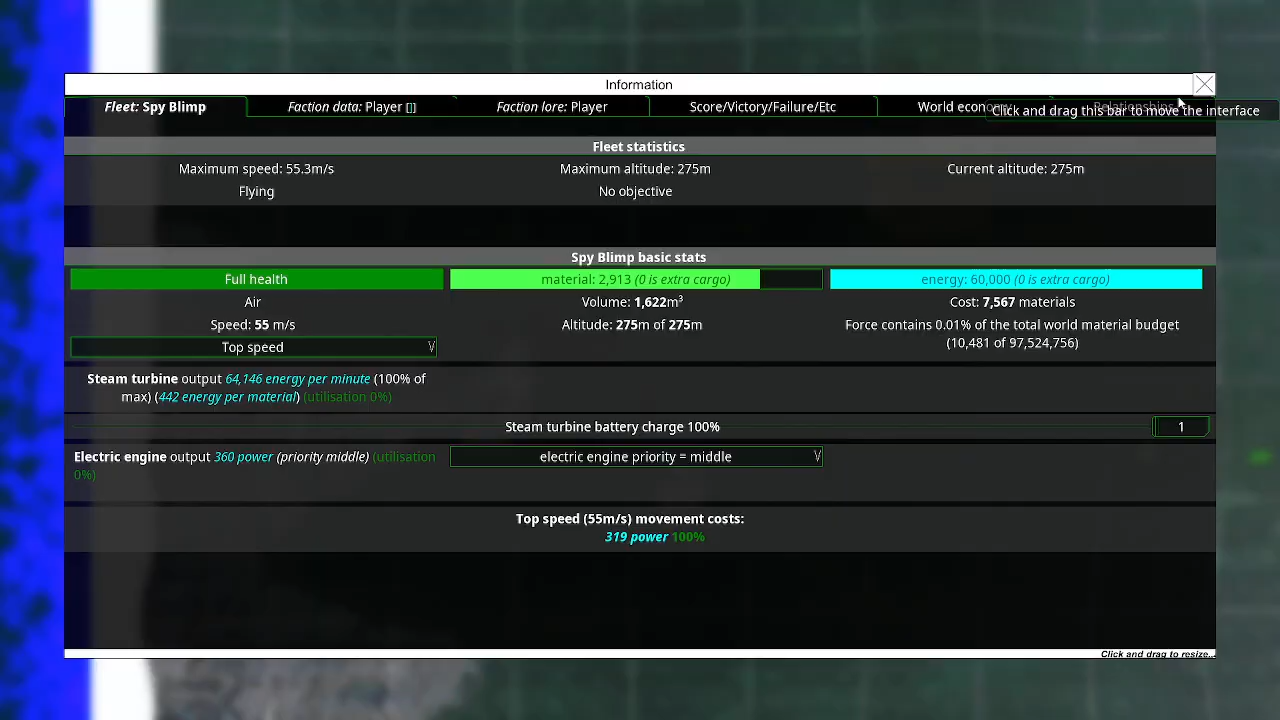 Information
Fleet: Spy Blimp
Faction data: Player []
Faction lore: Player
Score/Victory/Failure/Etc
World economy
Relationships
Click and drag this bar to move the interface
Fleet statistics
Maximum speed: 55.3m/s
Maximum altitude: 275m
Current altitude: 275m
Flying
No objective
Spy Blimp basic stats
Full health
material: 2,913 (0 is extra cargo)
energy: 60,000 (0 is extra cargo)
Air
Volume: 1,622m³
Cost: 7,567 materials
Speed: 55 m/s
Altitude: 275m of 275m
Force contains 0.01% of the total world material budget
(10,481 of 97,524,756)
Top speed V
Steam turbine output 64,146 energy per minute (100% of
max) (442 energy per material) (utilisation 0%)
Steam turbine battery charge 100%
1
Electric engine output 360 power (priority middle) (utilisation
0%)
electric engine priority = middle V
Top speed (55m/s) movement costs:
319 power 100%
Click and drag to resize...